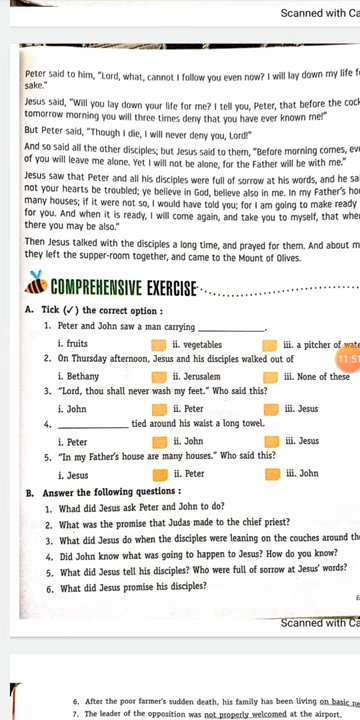 Scanned with Ca
Peter said to him, "Lord, what, cannot I follow you even now? I will lay down my life f
sake."
Jesus said, "Will you lay down your life for me? I tell you, Peter, that before the coc
tomorrow morning you will three times deny that you have ever known me!"
But Peter said, "Though I die, I will never deny you, Lord!"
And so said all the other disciples; but Jesus said to them, "Before morning comes, ev
of you will leave me alone. Yet I will not be alone, for the Father will be with me."
Jesus saw that Peter and all his disciples were full of sorrow at his words, and he sa
not your hearts be troubled; ye believe in God, believe also in me. In my Father's ho
many houses; if it were not so, I would have told you; for I am going to make ready
for you. And when it is ready, I will come again, and take you to myself, that whe
there you may be also."
Then Jesus talked with the disciples a long time, and prayed for them. And about m
they left the supper-room together, and came to the Mount of Olives.
COMPREHENSIVE EXERCISE
A. Tick (✓) the correct option :
1. Peter and John saw a man carrying ____________.
i. fruits ii. vegetables iii. a pitcher of wate
2. On Thursday afternoon, Jesus and his disciples walked out of
11:51
i. Bethany ii. Jerusalem iii. None of these
3. "Lord, thou shall never wash my feet." Who said this?
i. John ii. Peter iii. Jesus
4. ____________ tied around his waist a long towel.
i. Peter ii. John iii. Jesus
5. "In my Father's house are many houses." Who said this?
i. Jesus ii. Peter iii. John
B. Answer the following questions :
1. Whad did Jesus ask Peter and John to do?
2. What was the promise that Judas made to the chief priest?
3. What did Jesus do when the disciples were leaning on the couches around th
4. Did John know what was going to happen to Jesus? How do you know?
5. What did Jesus tell his disciples? Who were full of sorrow at Jesus' words?
6. What did Jesus promise his disciples?
6
Scanned with Ca
6. After the poor farmer's sudden death, his family has been living on basic ne
7. The leader of the opposition was not properly welcomed at the airport.